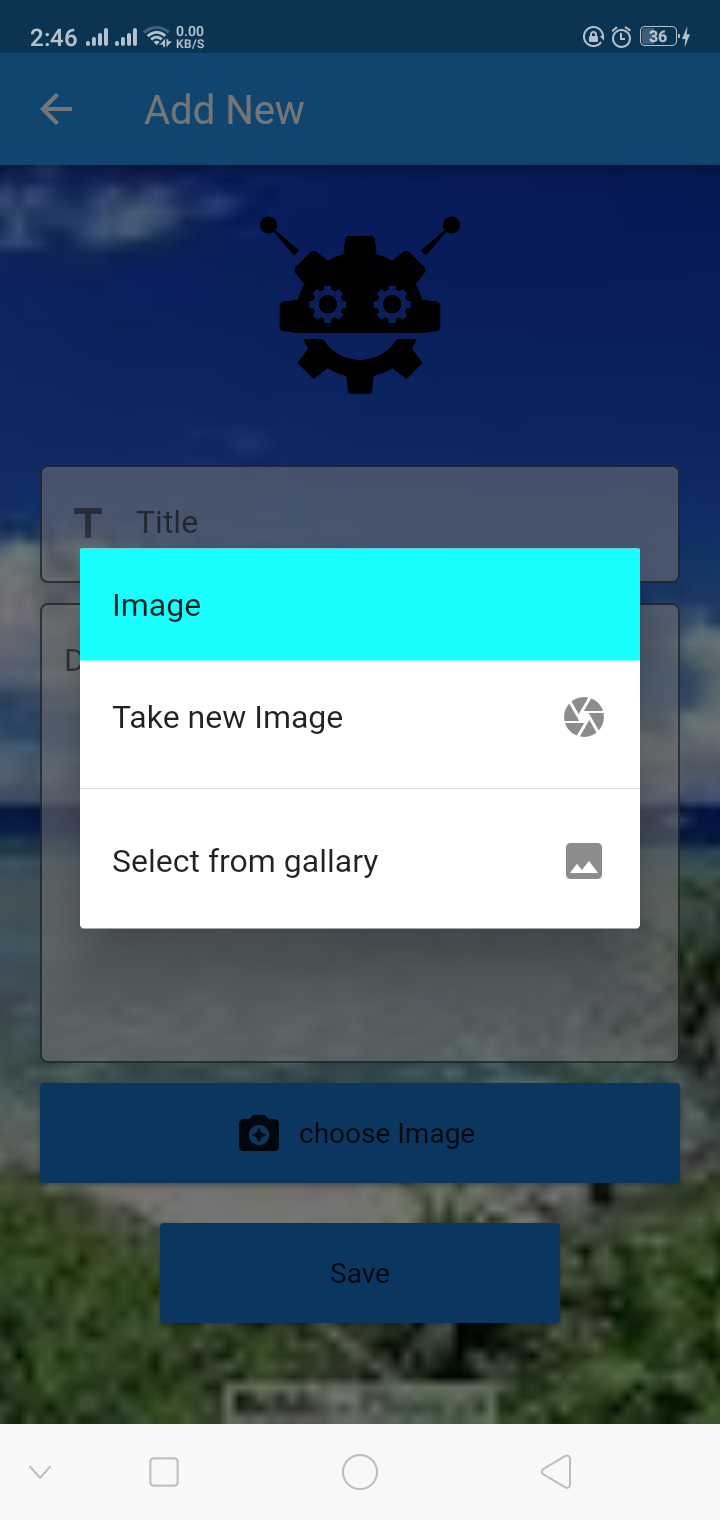 2:46
0.00
KB/S
36
Add New
Title
Image
D
Take new Image
Select from gallary
choose Image
Save